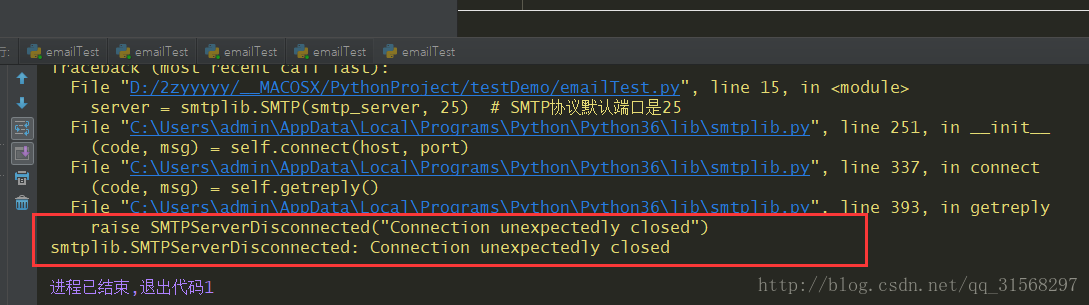 行: emailTest emailTest emailTest emailTest emailTest
Traceback (most recent call last):
File "D:/2zyyyyy/__MACOSX/PythonProject/testDemo/emailTest.py", line 15, in <module>
server = smtplib.SMTP(smtp_server, 25) # SMTP协议默认端口是25
File "C:\Users\admin\AppData\Local\Programs\Python\Python36\lib\smtplib.py", line 251, in __init__
(code, msg) = self.connect(host, port)
File "C:\Users\admin\AppData\Local\Programs\Python\Python36\lib\smtplib.py", line 337, in connect
(code, msg) = self.getreply()
File "C:\Users\admin\AppData\Local\Programs\Python\Python36\lib\smtplib.py", line 393, in getreply
raise SMTPServerDisconnected("Connection unexpectedly closed")
smtplib.SMTPServerDisconnected: Connection unexpectedly closed
进程已结束,退出代码1
http://blog.csdn.net/qq_31568297